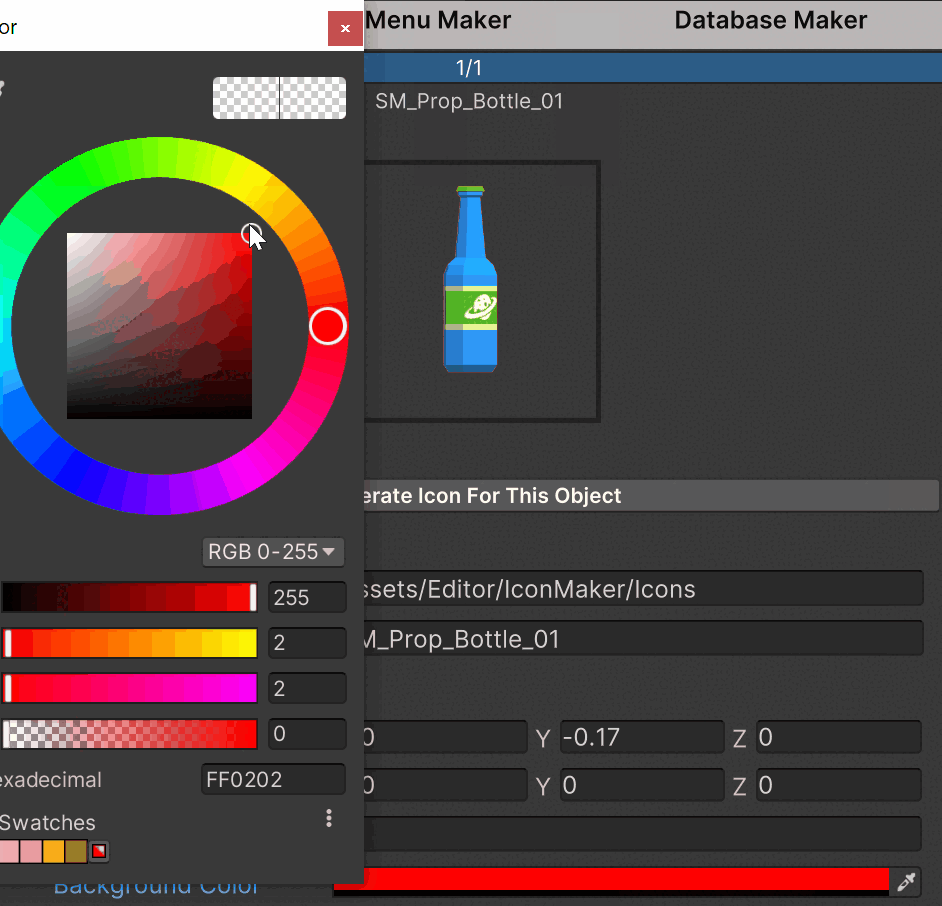 or
Menu Maker
Database Maker
1/1
SM_Prop_Bottle_01
erate Icon For This Object
RGB 0-255
255
ssets/Editor/IconMaker/Icons
2
M_Prop_Bottle_01
2
0
0 Y -0.17 Z 0
exadecimal FF0202
0 Y 0 Z 0
Swatches
Background Color